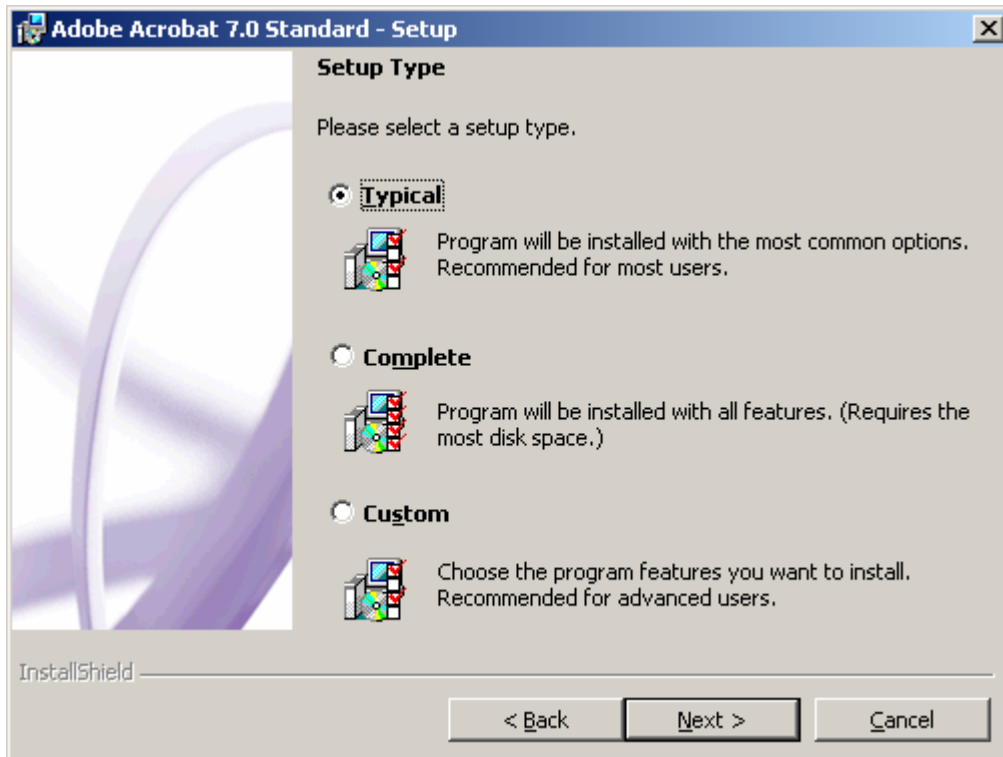 Adobe Acrobat 7.0 Standard - Setup
Setup Type
Please select a setup type.
Typical
Program will be installed with the most common options.
Recommended for most users.
Complete
Program will be installed with all features. (Requires the
most disk space.)
Custom
Choose the program features you want to install.
Recommended for advanced users.
InstallShield
< Back
Next >
Cancel